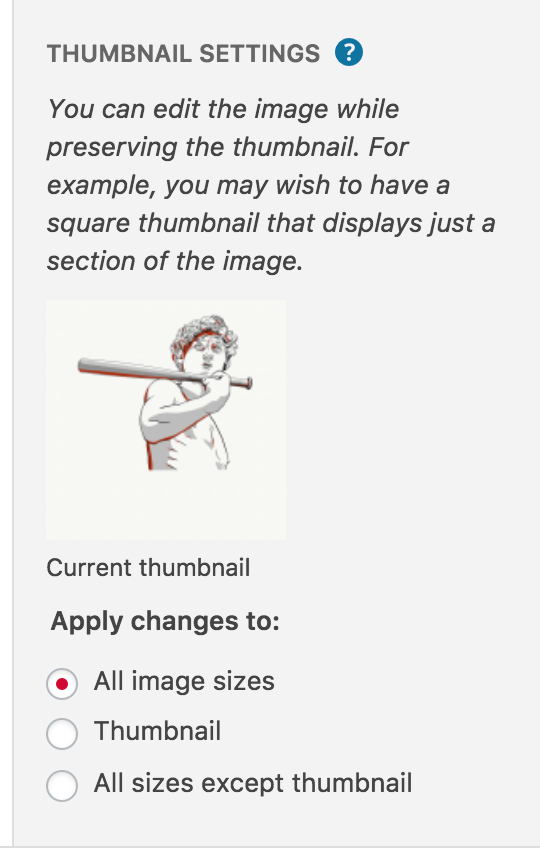 THUMBNAIL SETTINGS ?
You can edit the image while
preserving the thumbnail. For
example, you may wish to have a
square thumbnail that displays just a
section of the image.
Current thumbnail
Apply changes to:
All image sizes
Thumbnail
All sizes except thumbnail